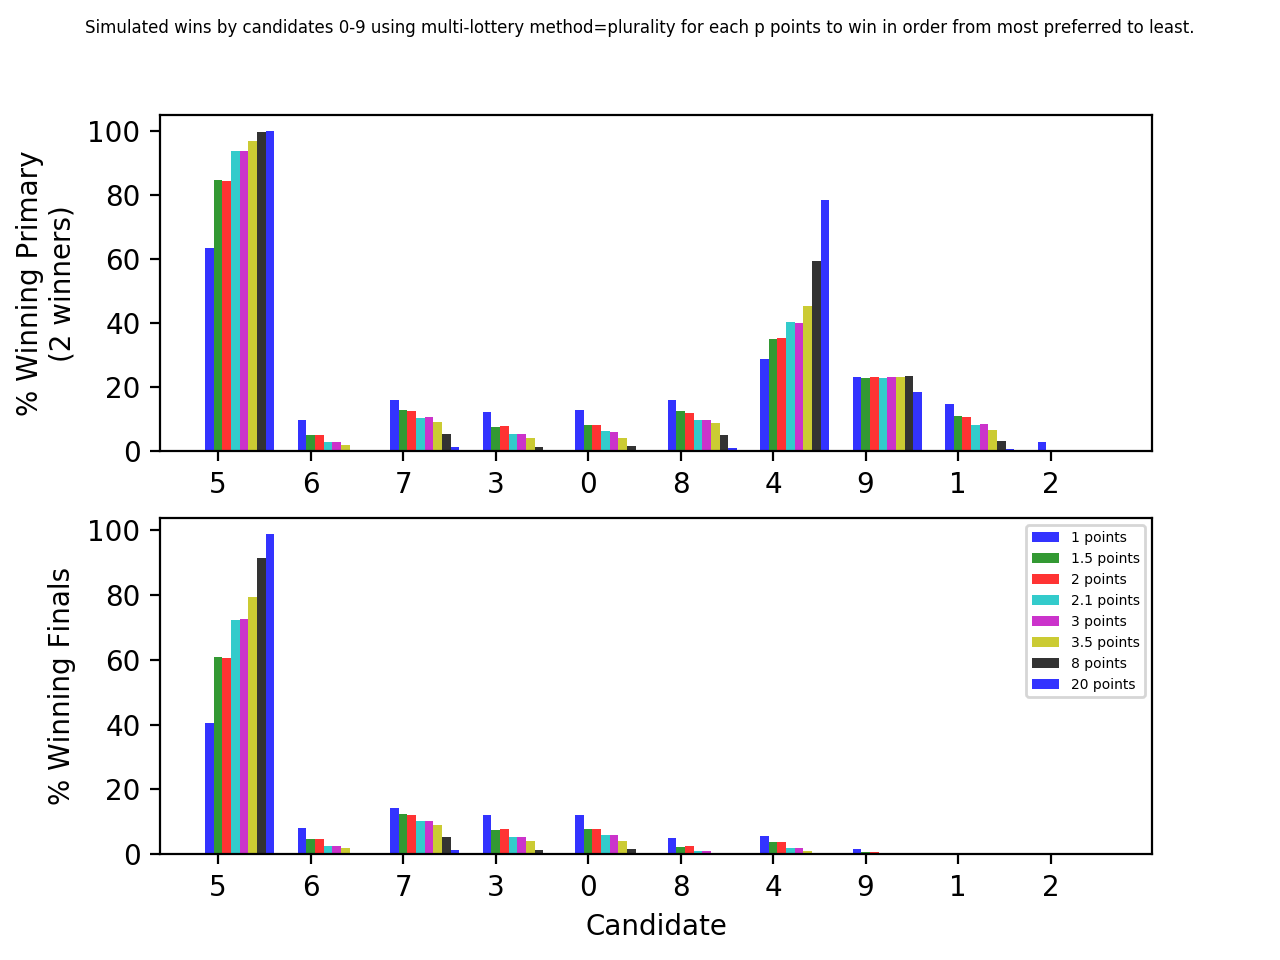 Simulated wins by candidates 0-9 using multi-lottery method=plurality for each p points to win in order from most preferred to least.
% Winning Primary
(2 winners)
100
80
60
40
20
0
5 6 7 3 0 8 4 9 1 2
% Winning Finals
100
80
60
40
20
0
1 points
1.5 points
2 points
2.1 points
3 points
3.5 points
8 points
20 points
5 6 7 3 0 8 4 9 1 2
Candidate